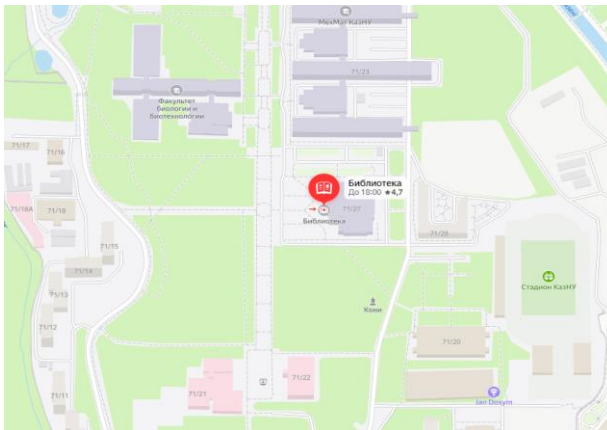 МехМат КазНУ
71/23
Факультет
биологии и
биотехнологии
71/17
71/16
Библиотека
До 18:00 ★4,7
71/18А
71/18
Библиотека
71/27
71/28
71/15
71/14
Стадион КазНУ
71/13
Кони
71/12
71/20
71/22
71/11
71/21
Jan Dosym